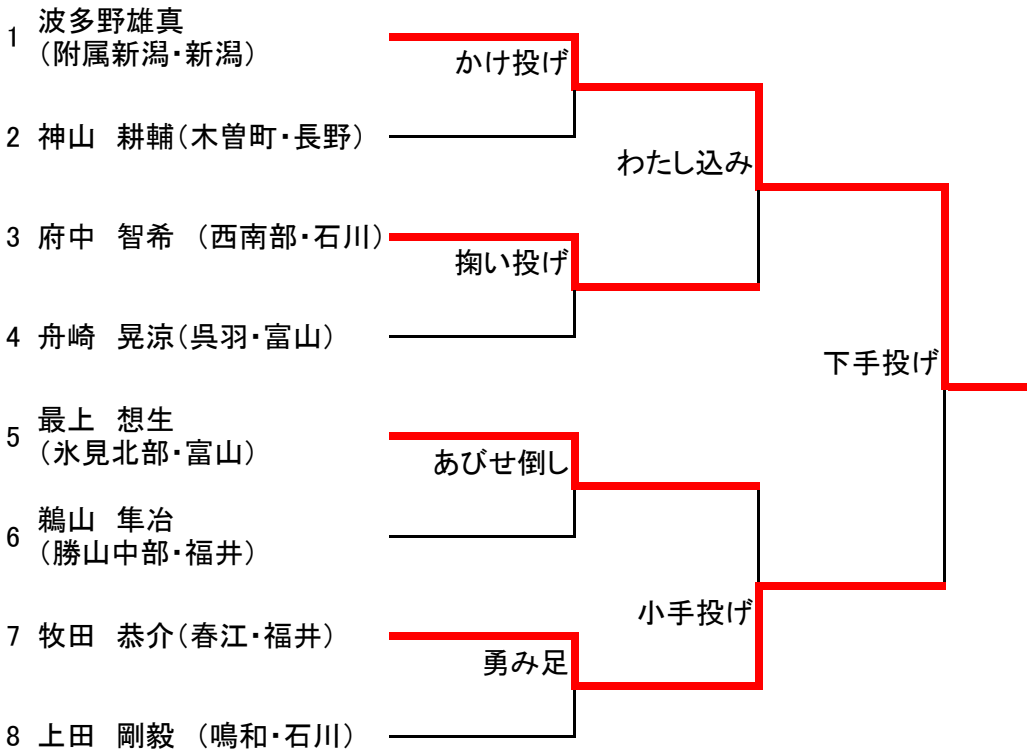 1 波多野雄真
(附属新潟・新潟)
かけ投げ
2 神山 耕輔(木曽町・長野)
わたし込み
3 府中 智希 (西南部・石川)
掬い投げ
4 舟崎 晃涼(呉羽・富山)
下手投げ
5 最上 想生
(氷見北部・富山)
あびせ倒し
6 鵜山 隼冶
(勝山中部・福井)
小手投げ
7 牧田 恭介(春江・福井)
勇み足
8 上田 剛毅 (鳴和・石川)